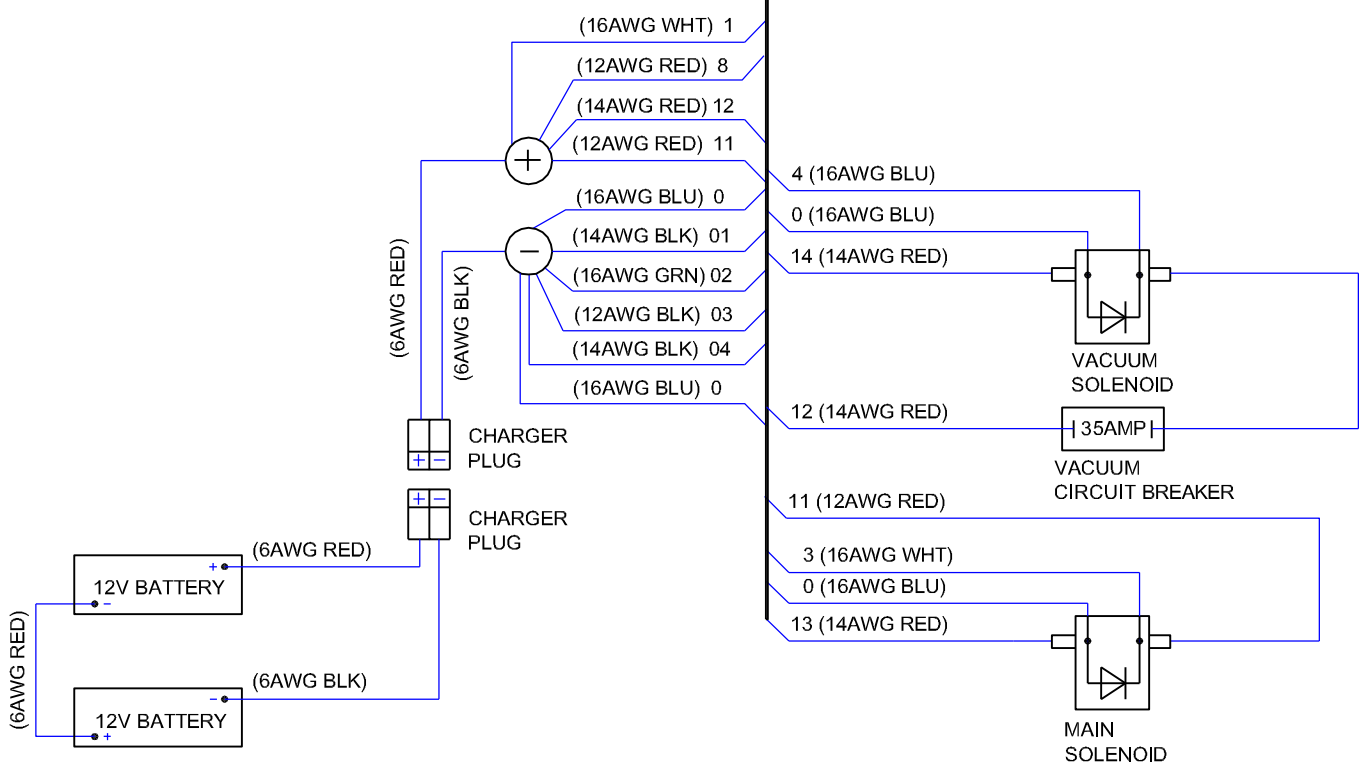 (16AWG WHT) 1
(12AWG RED) 8
(14AWG RED) 12
(12AWG RED) 11
+
(16AWG BLU) 0
(14AWG BLK) 01
(16AWG GRN) 02
(12AWG BLK) 03
(14AWG BLK) 04
(16AWG BLU) 0
−
(6AWG RED)
(6AWG BLK)
4 (16AWG BLU)
0 (16AWG BLU)
14 (14AWG RED)
VACUUM
SOLENOID
12 (14AWG RED)
35AMP
VACUUM
CIRCUIT BREAKER
11 (12AWG RED)
3 (16AWG WHT)
0 (16AWG BLU)
13 (14AWG RED)
MAIN
SOLENOID
CHARGER
PLUG
+ −
+ −
CHARGER
PLUG
(6AWG RED)
+
12V BATTERY
−
(6AWG RED)
(6AWG BLK)
−
12V BATTERY
+